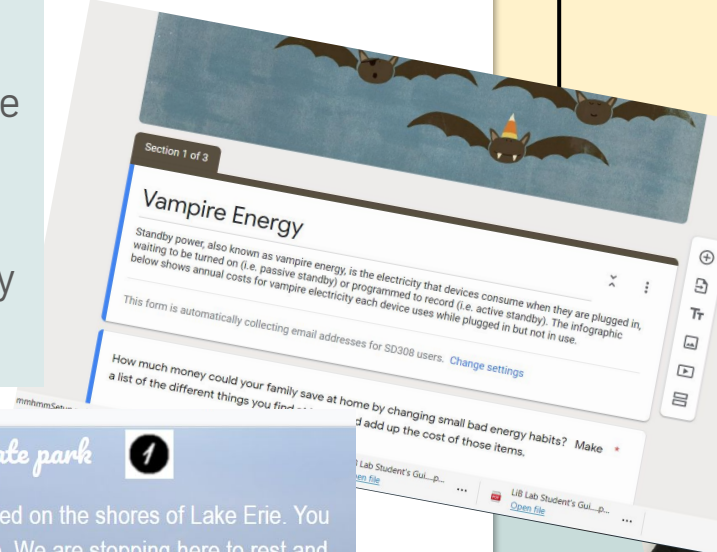 e
y
Section 1 of 3
Vampire Energy
Standby power, also known as vampire energy, is the electricity that devices consume when they are plugged in,
waiting to be turned on (i.e. passive standby) or programmed to record (i.e. active standby). The infographic
below shows annual costs for vampire electricity each device uses while plugged in but not in use.
This form is automatically collecting email addresses for SD308 users. Change settings
Tт
How much money could your family save at home by changing small bad energy habits? Make *
a list of the different things you find d add up the cost of those items.
mmhmmSetup
l Lab Student's Gui....p... ...
pen file
LiB Lab Student's Gui....p... ...
Open file
ate park 1
ed on the shores of Lake Erie. You
We are stopping here to rest and